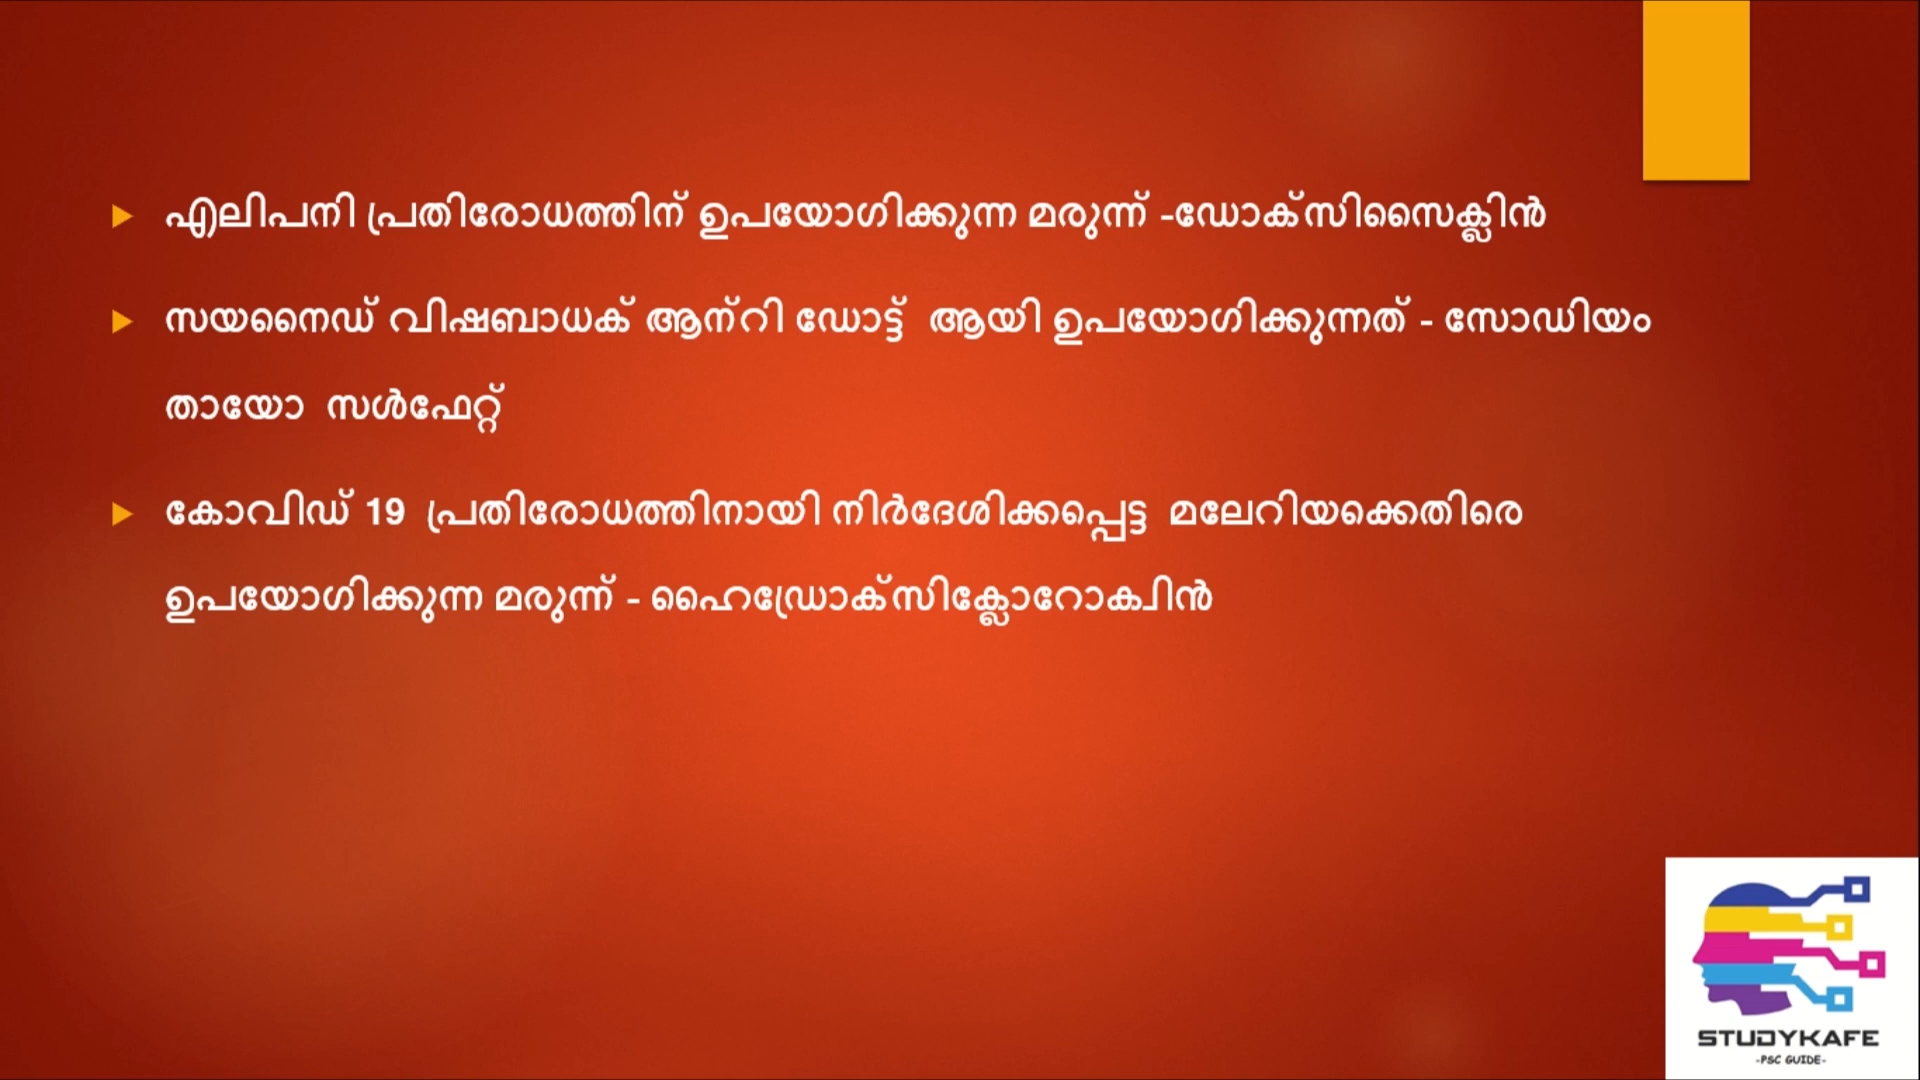 എലിപനി പ്രതിരോധത്തിന് ഉപയോഗിക്കുന്ന മരുന്ന് -ഡോക്സിസൈക്ലിൻ
സയനൈഡ് വിഷബാധക് ആന്റി ഡോട്ട് ആയി ഉപയോഗിക്കുന്നത് - സോഡിയം
തായോ സൾഫേറ്റ്
കോവിഡ് 19 പ്രതിരോധത്തിനായി നിർദേശിക്കപ്പെട്ട മലേറിയക്കെതിരെ
ഉപയോഗിക്കുന്ന മരുന്ന് - ഹൈഡ്രോക്സിക്ലോറോക്വിൻ
STUDYKAFE
-PSC GUIDE-